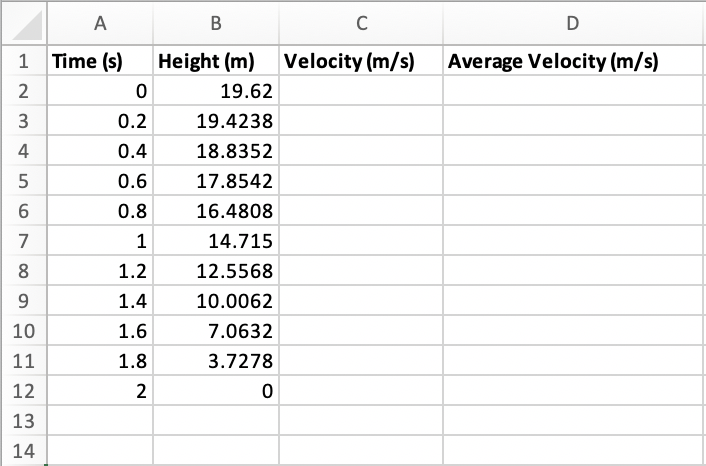 A B C D
1 Time (s) Height (m) Velocity (m/s) Average Velocity (m/s)
2 0 19.62
3 0.2 19.4238
4 0.4 18.8352
5 0.6 17.8542
6 0.8 16.4808
7 1 14.715
8 1.2 12.5568
9 1.4 10.0062
10 1.6 7.0632
11 1.8 3.7278
12 2 0
13
14